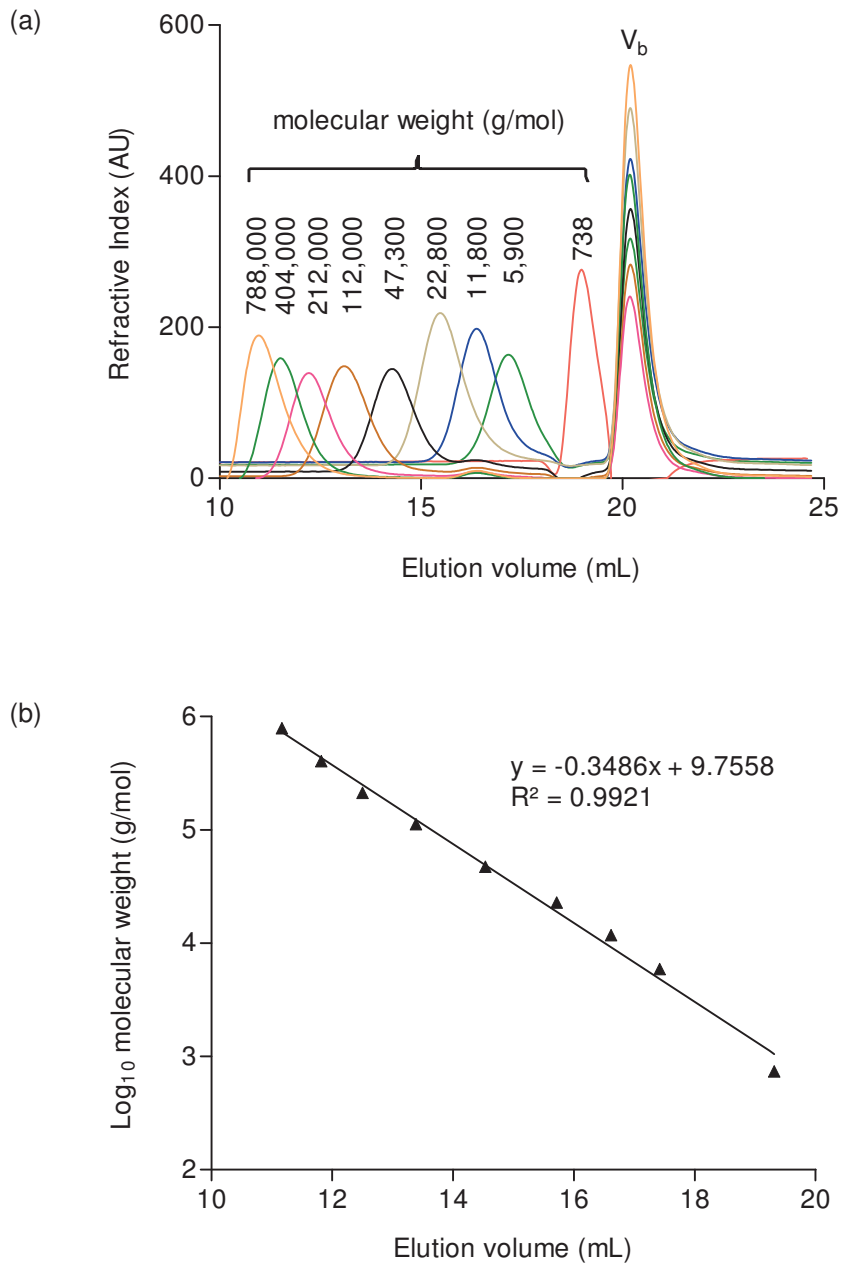 (a)
600
400
200
0
Refractive Index (AU)
V_b
molecular weight (g/mol)
788,000
404,000
212,000
112,000
47,300
22,800
11,800
5,900
738
10
15
20
25
Elution volume (mL)
(b)
6
5
4
3
2
Log₁₀ molecular weight (g/mol)
y = -0.3486x + 9.7558
R² = 0.9921
10
12
14
16
18
20
Elution volume (mL)